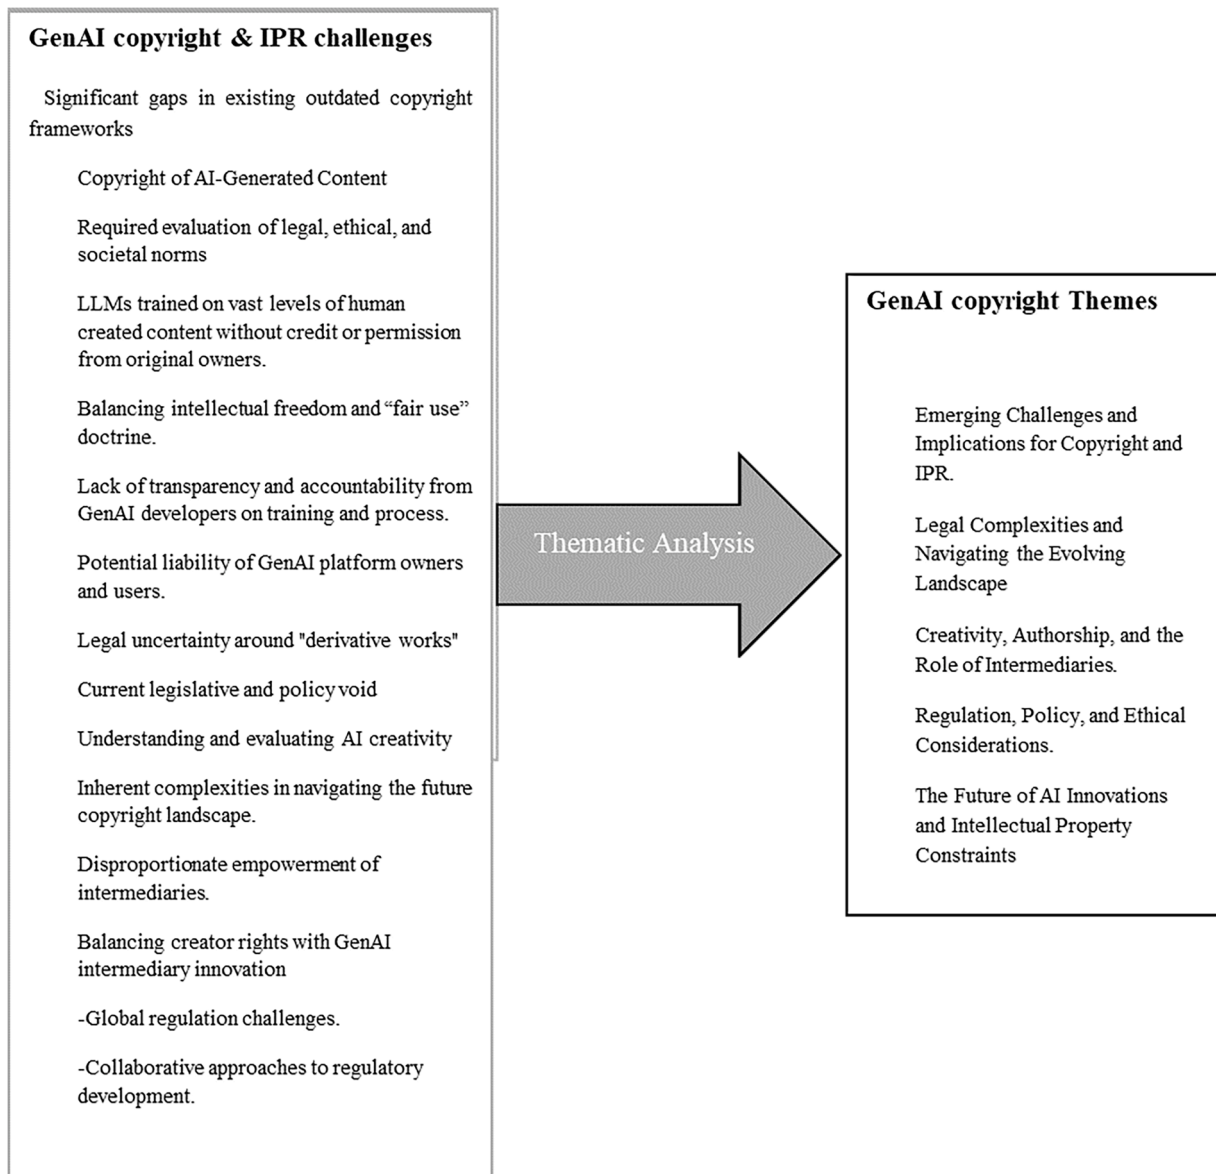 GenAI copyright & IPR challenges
Significant gaps in existing outdated copyright
frameworks
Copyright of AI-Generated Content
Required evaluation of legal, ethical, and
societal norms
LLMs trained on vast levels of human
created content without credit or permission
from original owners.
Balancing intellectual freedom and “fair use”
doctrine.
Lack of transparency and accountability from
GenAI developers on training and process.
Potential liability of GenAI platform owners
and users.
Legal uncertainty around "derivative works"
Current legislative and policy void
Understanding and evaluating AI creativity
Inherent complexities in navigating the future
copyright landscape.
Disproportionate empowerment of
intermediaries.
Balancing creator rights with GenAI
intermediary innovation
-Global regulation challenges.
-Collaborative approaches to regulatory
development.
Thematic Analysis
GenAI copyright Themes
Emerging Challenges and
Implications for Copyright and
IPR.
Legal Complexities and
Navigating the Evolving
Landscape
Creativity, Authorship, and the
Role of Intermediaries.
Regulation, Policy, and Ethical
Considerations.
The Future of AI Innovations
and Intellectual Property
Constraints